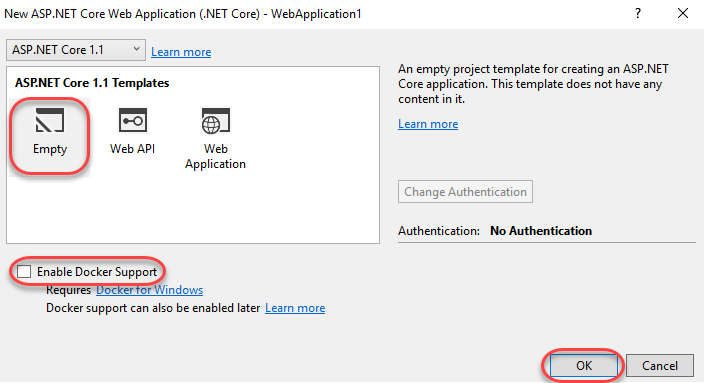 New ASP.NET Core Web Application (.NET Core) - WebApplication1
ASP.NET Core 1.1 Learn more
ASP.NET Core 1.1 Templates
Empty
Web API
Web
Application
An empty project template for creating an ASP.NET
Core application. This template does not have any
content in it.
Learn more
Change Authentication
Authentication: No Authentication
Enable Docker Support
Requires Docker for Windows
Docker support can also be enabled later Learn more
OK
Cancel